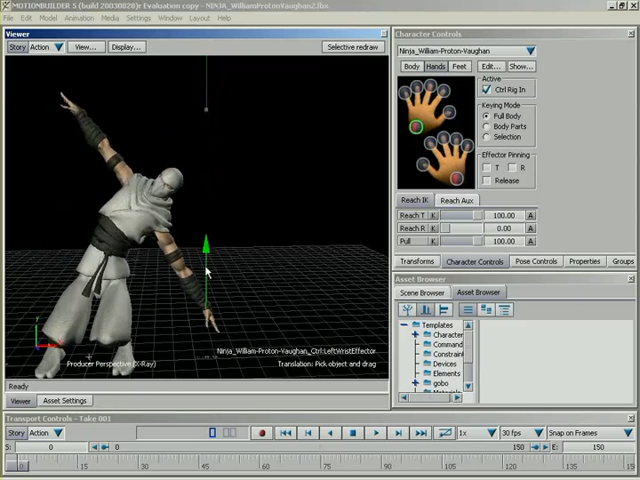 MOTIONBUILDER 5 (build 20030828)r Evaluation copy - NINJA_WilliamProtonVaughan2.fbx
File Edit Model Animation Media Settings Window Layout Help
Viewer
Story Action View... Display... Selective redraw
Ninja_William-Proton-Vaughan_Ctrl:LeftWristEffector
Producer Perspective (X-Ray) Translation: Pick object and drag
Ready
Viewer Asset Settings
Character Controls
Ninja_William-Proton-Vaughan
Body Hands Feet Edit... Show...
Active
Ctrl Rig In
Keying Mode
Full Body
Body Parts
Selection
Effector Pinning
T R
Release
Reach IK Reach Aux
Reach T K 100.00 A
Reach R K 0.00 A
Pull K 100.00 A
Transforms Character Controls Pose Controls Properties Groups
Asset Browser
Scene Browser Asset Browser
Templates
Character
Command
Constraint
Devices
Elements
gobo
Transport Controls - Take 001
Story Action 1x 30 fps Snap on Frames
S: 0 0 150 E: 150
0 15 30 45 60 75 90 105 120 135